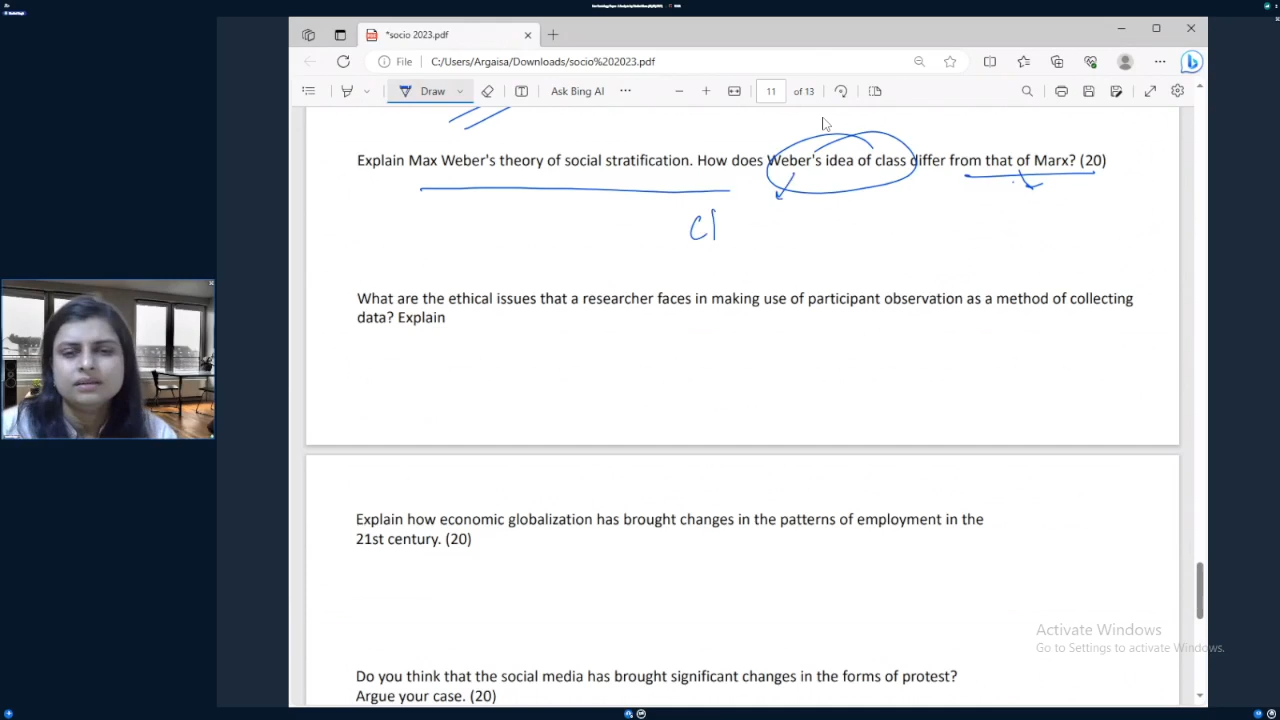 *socio 2023.pdf
File C:/Users/Argaisa/Downloads/socio%202023.pdf
Draw
Ask Bing AI
11 of 13
Explain Max Weber's theory of social stratification. How does Weber's idea of class differ from that of Marx? (20)
Cl
What are the ethical issues that a researcher faces in making use of participant observation as a method of collecting
data? Explain
Explain how economic globalization has brought changes in the patterns of employment in the
21st century. (20)
Activate Windows
Go to Settings to activate Windows.
Do you think that the social media has brought significant changes in the forms of protest?
Argue your case. (20)